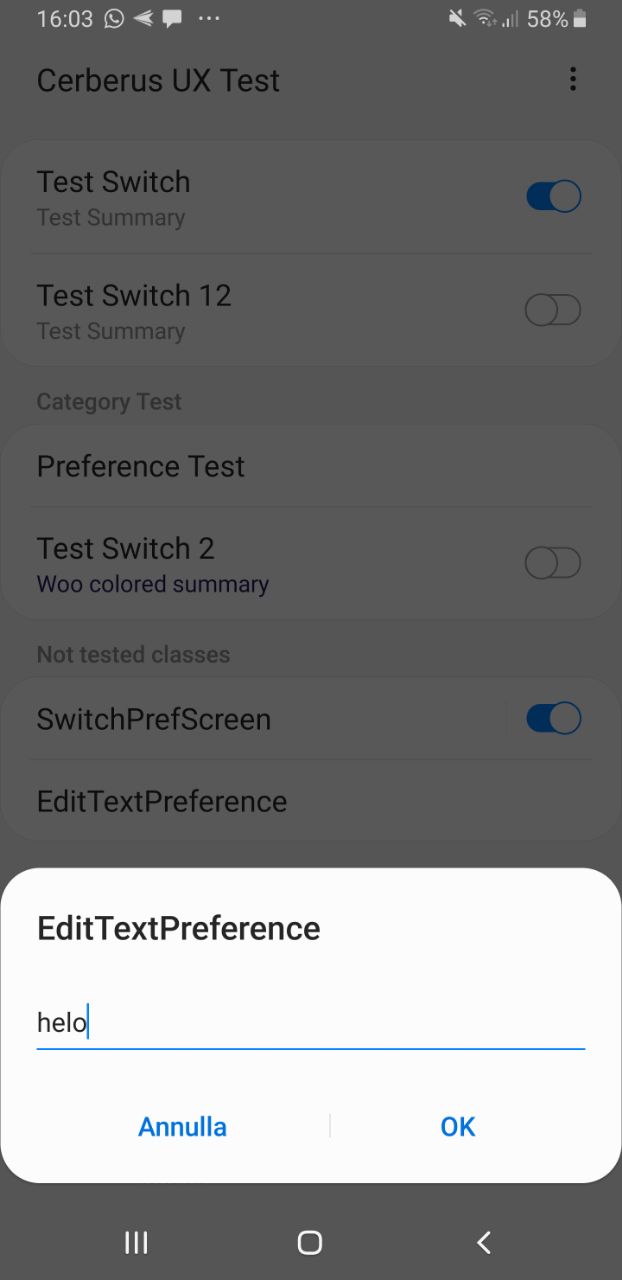 16:03 ... 58%
Cerberus UX Test
Test Switch
Test Summary
Test Switch 12
Test Summary
Category Test
Preference Test
Test Switch 2
Woo colored summary
Not tested classes
SwitchPrefScreen
EditTextPreference
EditTextPreference
helo
Annulla OK